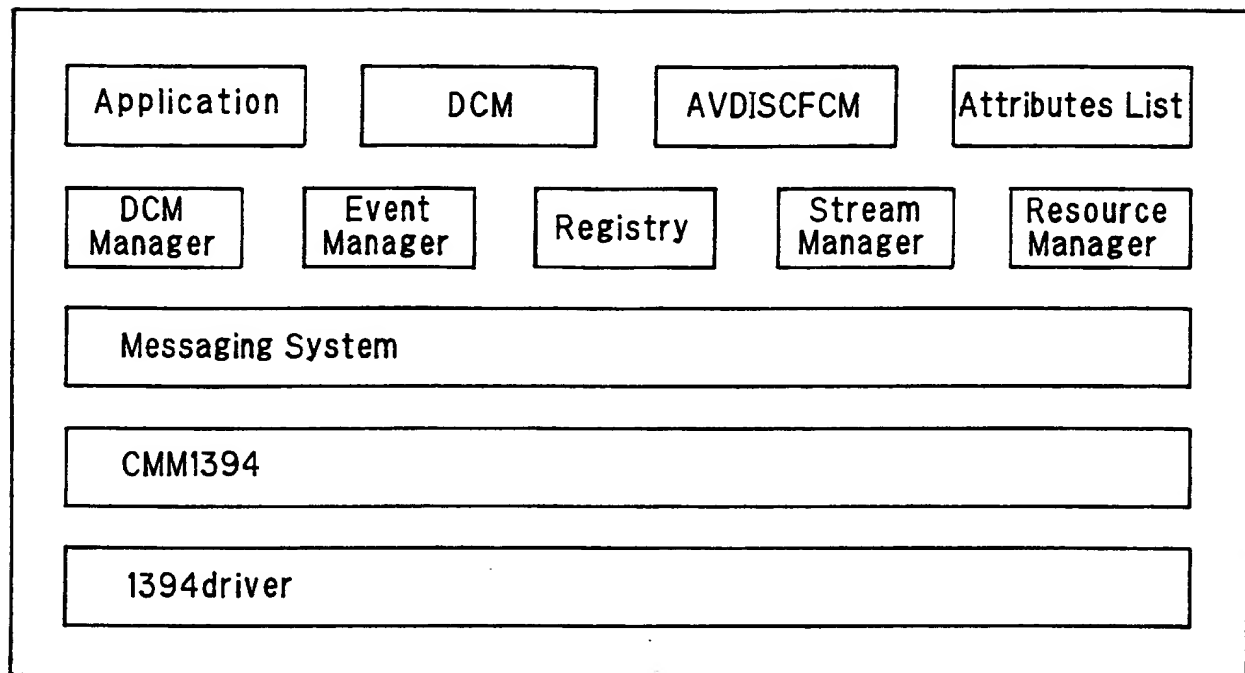 Application
DCM
AVDISCFCM
Attributes List
DCM
Manager
Event
Manager
Registry
Stream
Manager
Resource
Manager
Messaging System
CMM1394
1394driver